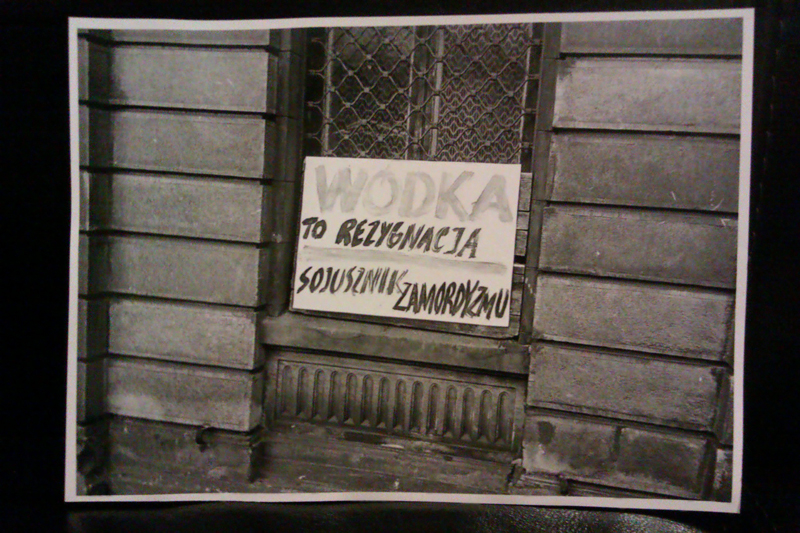 WÓDKA
TO REZYGNACJA
SOJUSZNIK
ZAMORDYZMU